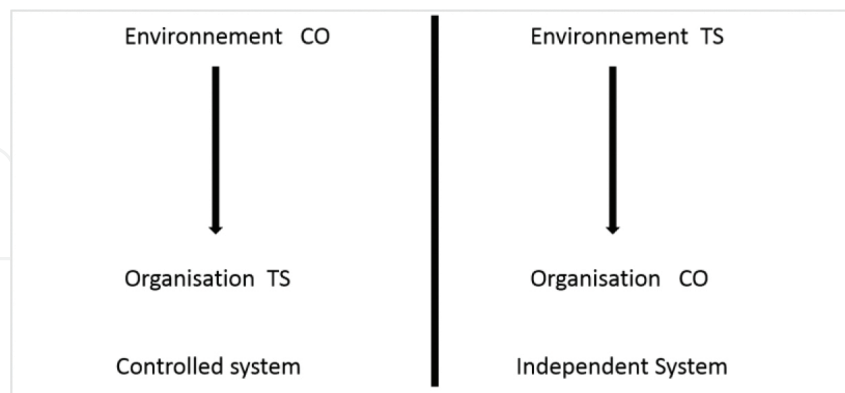 Environnement CO
Organisation TS
Controlled system
Environnement TS
Organisation CO
Independent System